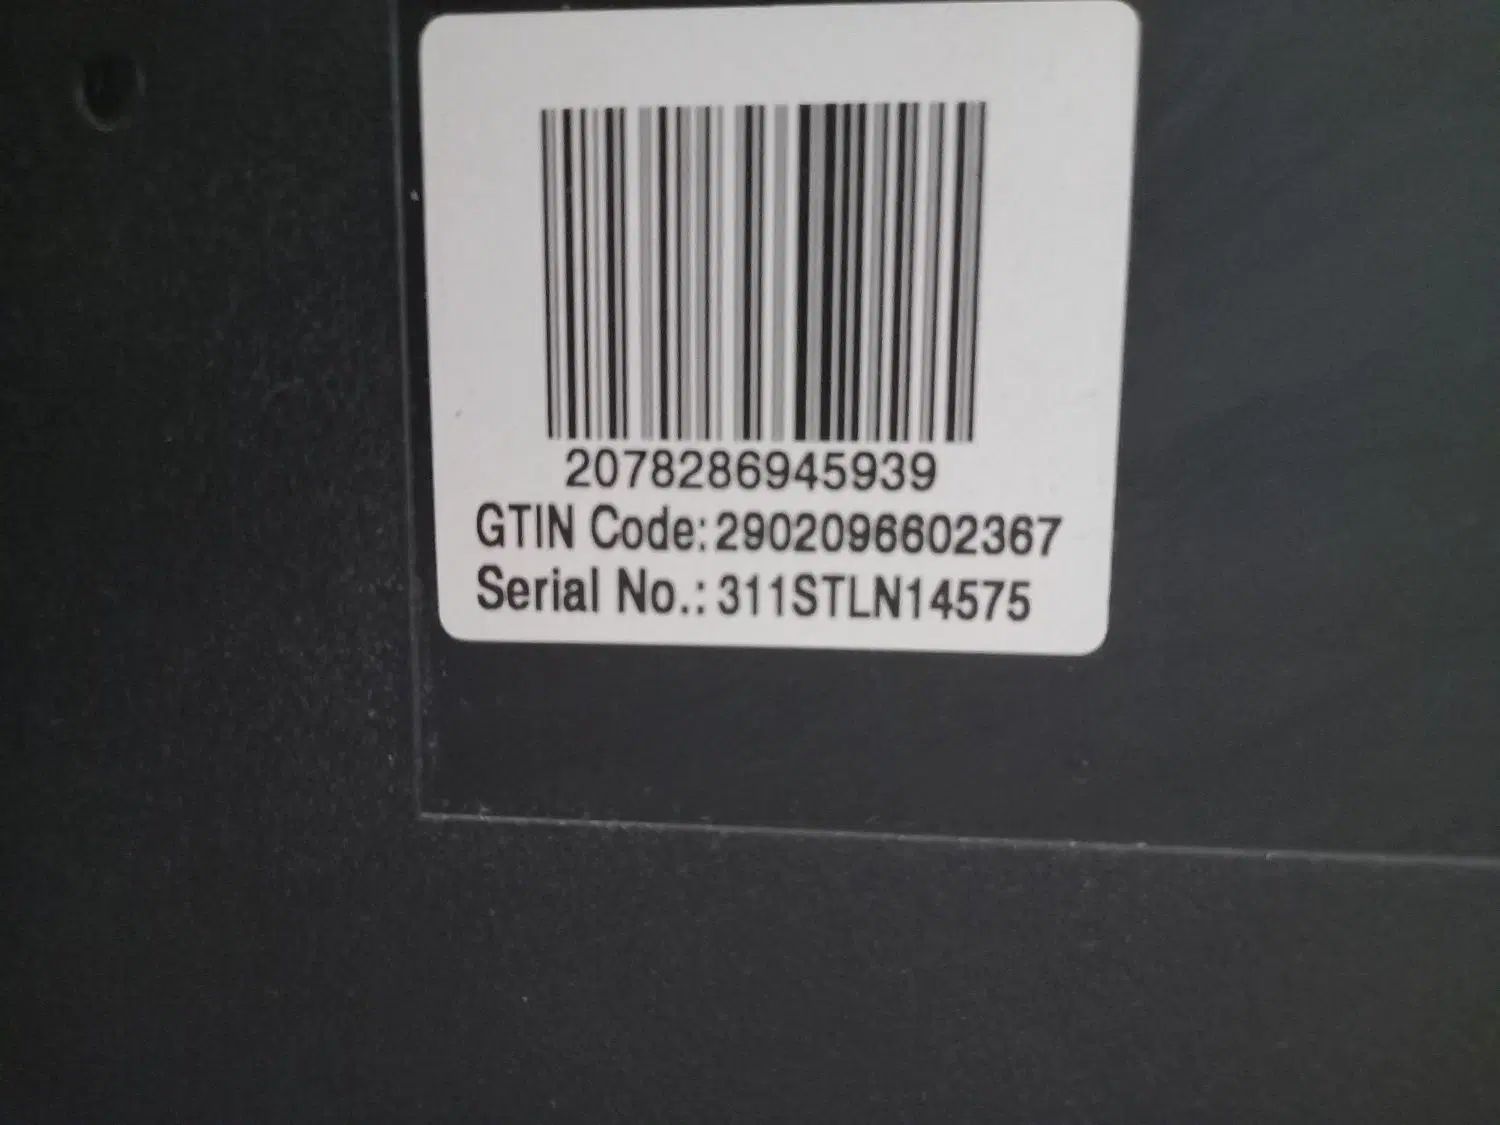 2078286945939
GTIN Code:2902096602367
Serial No.: 311STLN14575